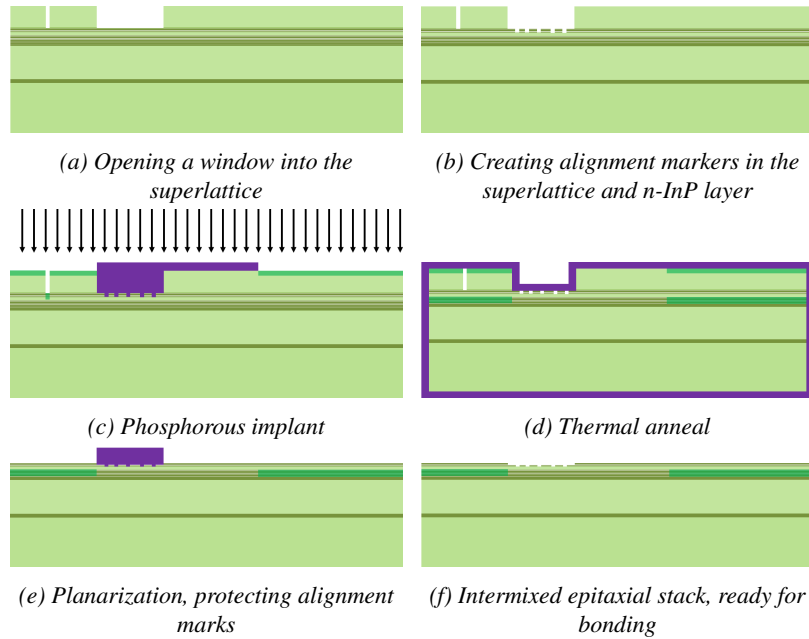 (a) Opening a window into the
superlattice
(b) Creating alignment markers in the
superlattice and n-InP layer
(c) Phosphorous implant
(d) Thermal anneal
(e) Planarization, protecting alignment
marks
(f) Intermixed epitaxial stack, ready for
bonding